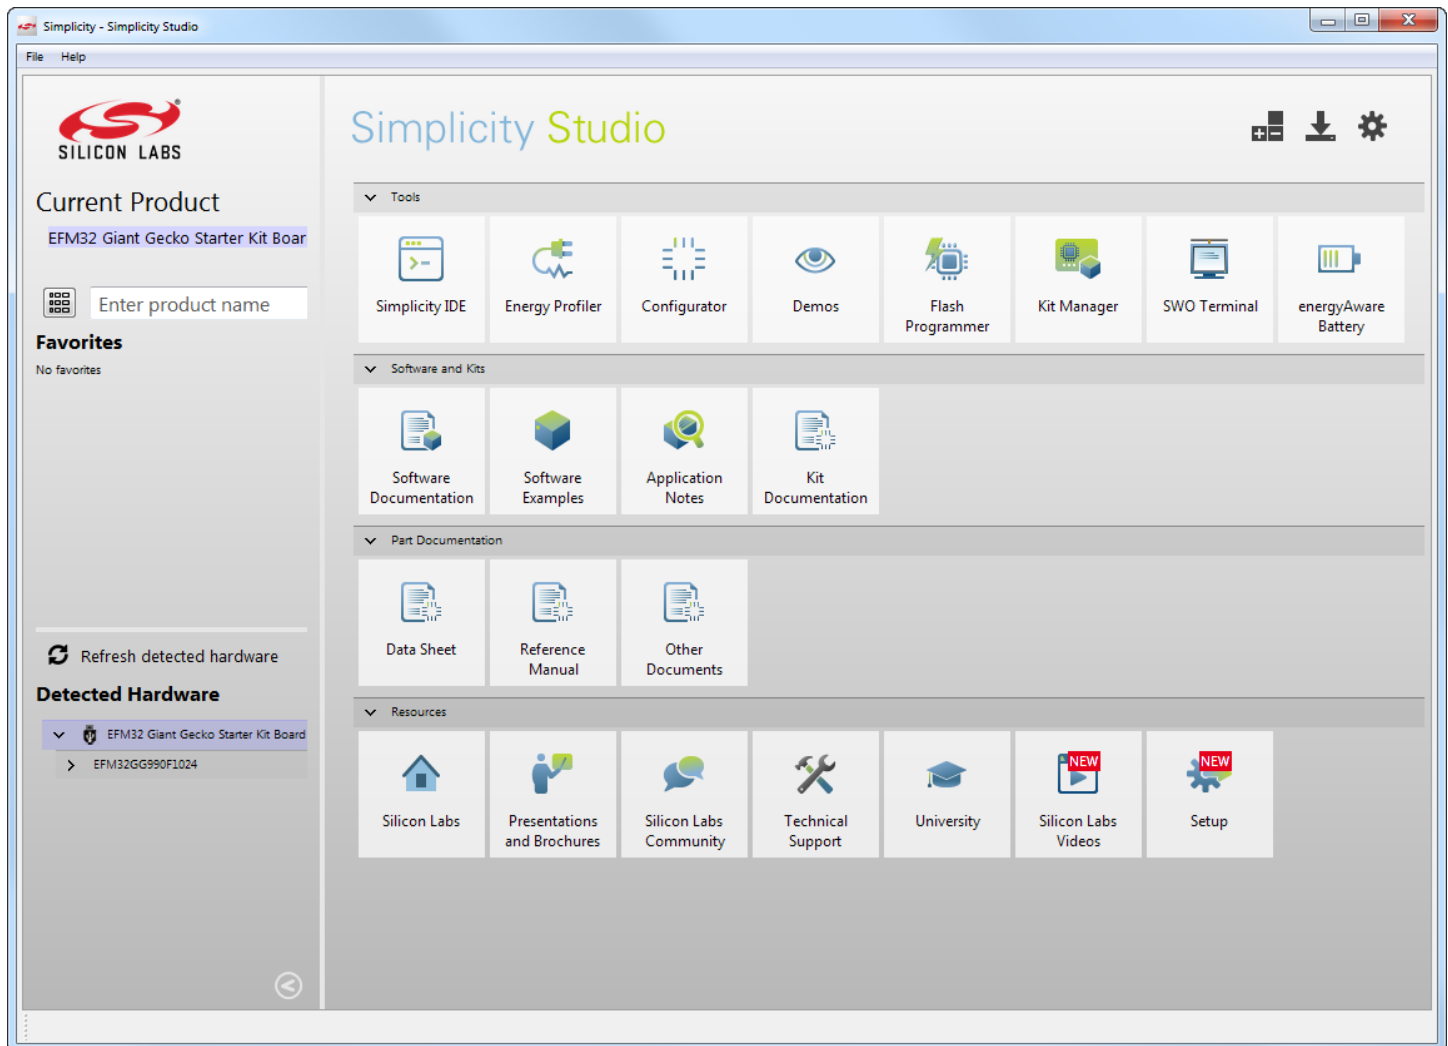 Simplicity - Simplicity Studio
File Help
SILICON LABS
Simplicity Studio
Current Product
EFM32 Giant Gecko Starter Kit Boar
Enter product name
Favorites
No favorites
Refresh detected hardware
Detected Hardware
EFM32 Giant Gecko Starter Kit Board
EFM32GG990F1024
Tools
Simplicity IDE
Energy Profiler
Configurator
Demos
Flash
Programmer
Kit Manager
SWO Terminal
energyAware
Battery
Software and Kits
Software
Documentation
Software
Examples
Application
Notes
Kit
Documentation
Part Documentation
Data Sheet
Reference
Manual
Other
Documents
Resources
Silicon Labs
Presentations
and Brochures
Silicon Labs
Community
Technical
Support
University
NEW
Silicon Labs
Videos
NEW
Setup